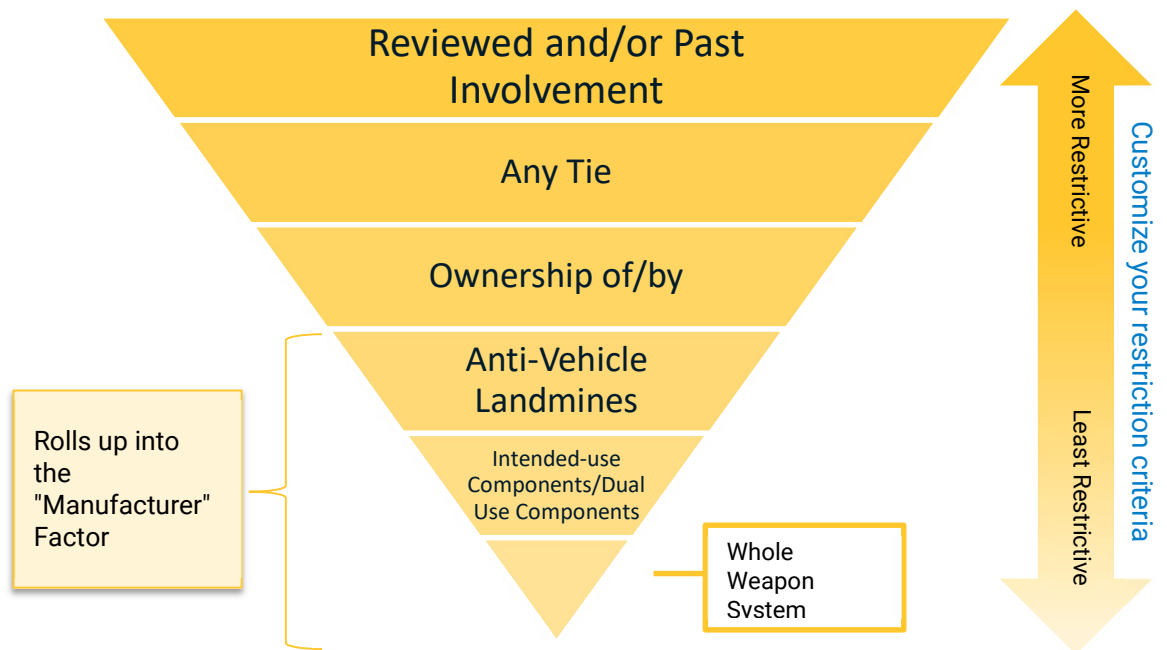 Reviewed and/or Past
Involvement
Any Tie
Ownership of/by
Anti-Vehicle
Landmines
Intended-use
Components/Dual
Use Components
Rolls up into
the
"Manufacturer"
Factor
Whole
Weapon
System
More Restrictive
Least Restrictive
Customize your restriction criteria